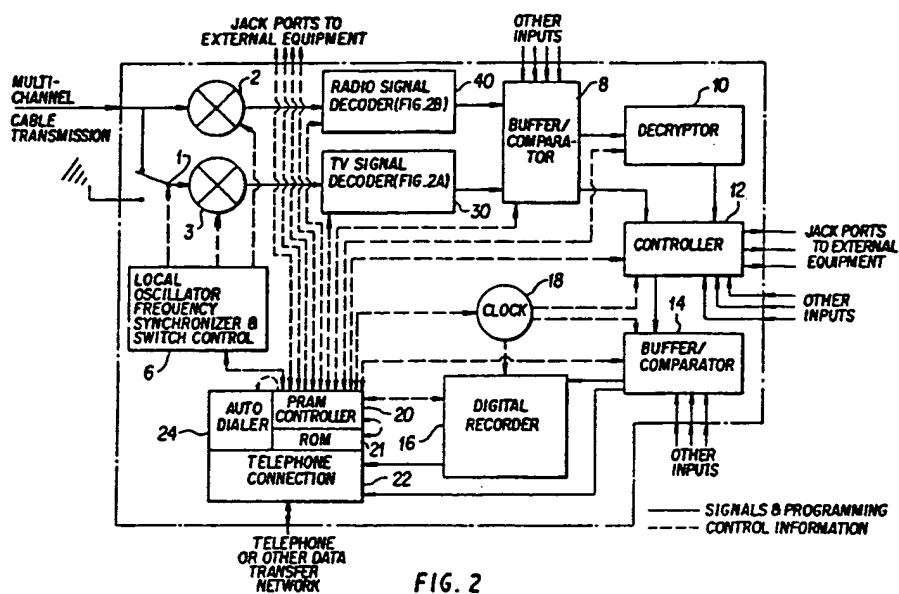 JACK PORTS TO
EXTERNAL EQUIPMENT
OTHER
INPUTS
MULTI-
CHANNEL
CABLE
TRANSMISSION
2
RADIO SIGNAL
DECODER(FIG_2B)
40
8
BUFFER/
COMPARA-
TOR
10
DECRYPTOR
1
3
TV SIGNAL
DECODER(FIG_2A)
30
12
CONTROLLER
JACK PORTS
TO EXTERNAL
EQUIPMENT
OTHER
INPUTS
LOCAL
OSCILLATOR
FREQUENCY
SYNCHRONIZER &
SWITCH CONTROL
6
18
CLOCK
14
BUFFER/
COMPARATOR
24
AUTO
DIALER
PRAM
CONTROLLER
20
ROM
21
TELEPHONE
CONNECTION
22
16
DIGITAL
RECORDER
OTHER
INPUTS
SIGNALS & PROGRAMMING
CONTROL INFORMATION
TELEPHONE
OR OTHER DATA
TRANSFER
NETWORK
FIG. 2